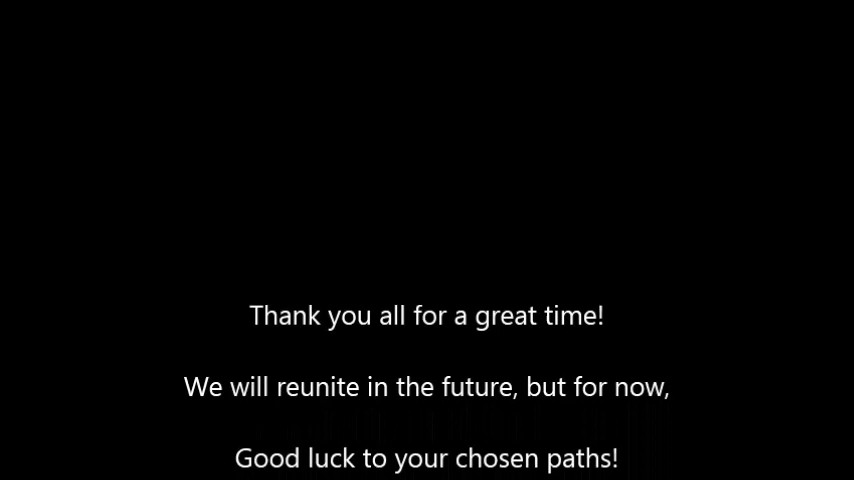 Thank you all for a great time!
We will reunite in the future, but for now,
Good luck to your chosen paths!